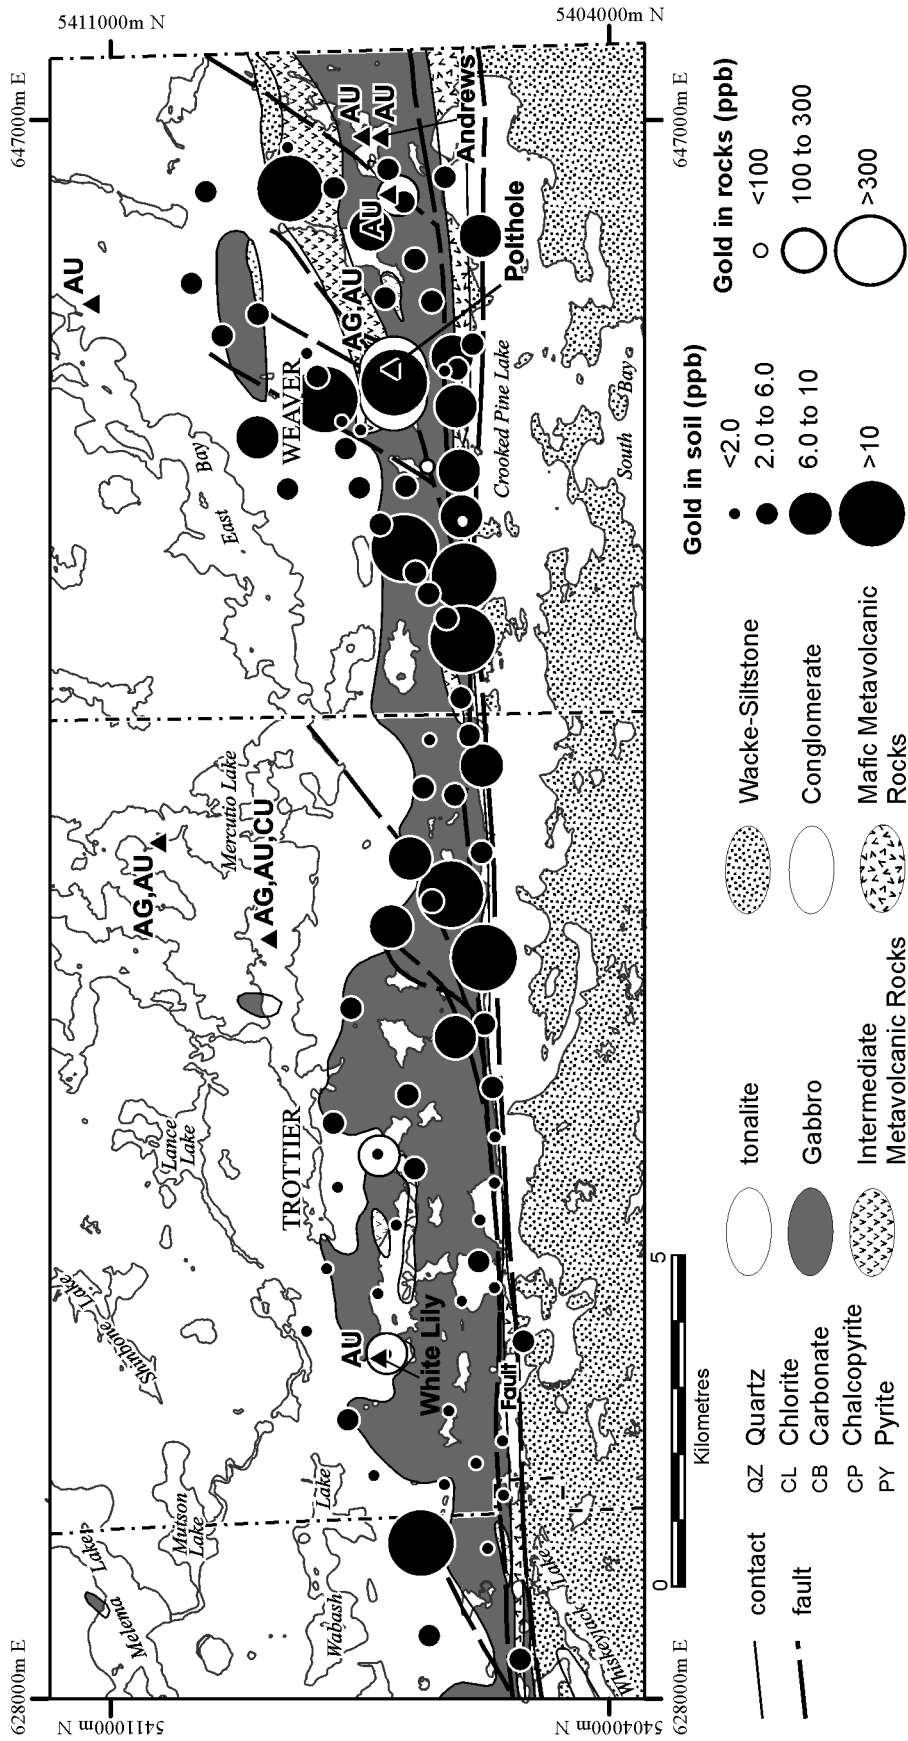 628000m E
647000m E
5411000m N
5411000m N
5404000m N
5404000m N
628000m E
647000m E
Melema
Lake
Mutson
Lake
Wabash
Lake
Shinbone
Lake
Lance
Lake
Mercutio Lake
East
Bay
AG,AU
AG,AU,CU
AU
TROTTIER
WEAVER
AU
White Lily
Fault
AG,AU
AU
AU
AU
Andrews
Polthole
Crooked Pine Lake
South
Bay
Whiskeyjack
Lake
0
5
Kilometres
contact
fault
QZ Quartz
CL Chlorite
CB Carbonate
CP Chalcopyrite
PY Pyrite
tonalite
Gabbro
Intermediate
Metavolcanic Rocks
Wacke-Siltstone
Conglomerate
Mafic Metavolcanic
Rocks
Gold in soil (ppb)
<2.0
2.0 to 6.0
6.0 to 10
>10
Gold in rocks (ppb)
<100
100 to 300
>300